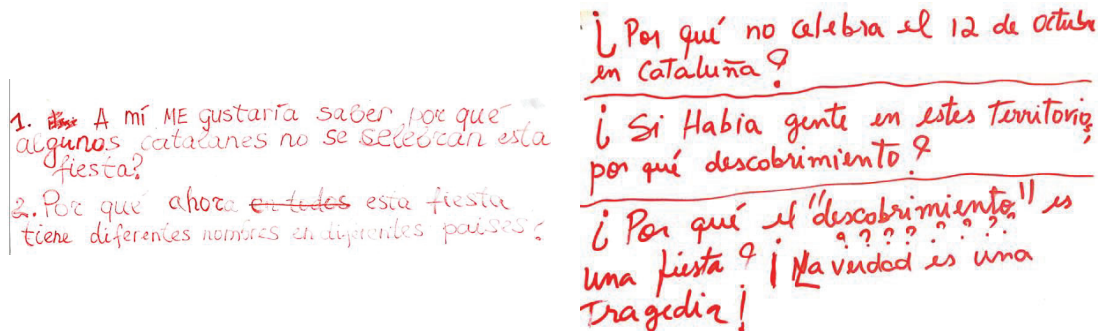 1. A mí ME gustaría saber por qué
algunos catalanes no se selebran esta
fiesta?
2. Por qué ahora en todos esta fiesta
tiene diferentes nombres en diferentes paises?
¿Por qué no celebra el 12 de octubre
en Cataluña?
¿Si Habia gente en estes Territorios,
por qué descobrimiento?
¿Por qué el "descobrimiento" es
? ? ? ? ? ? ? ?
una fiesta? ¡La verdad es una
Tragedia!